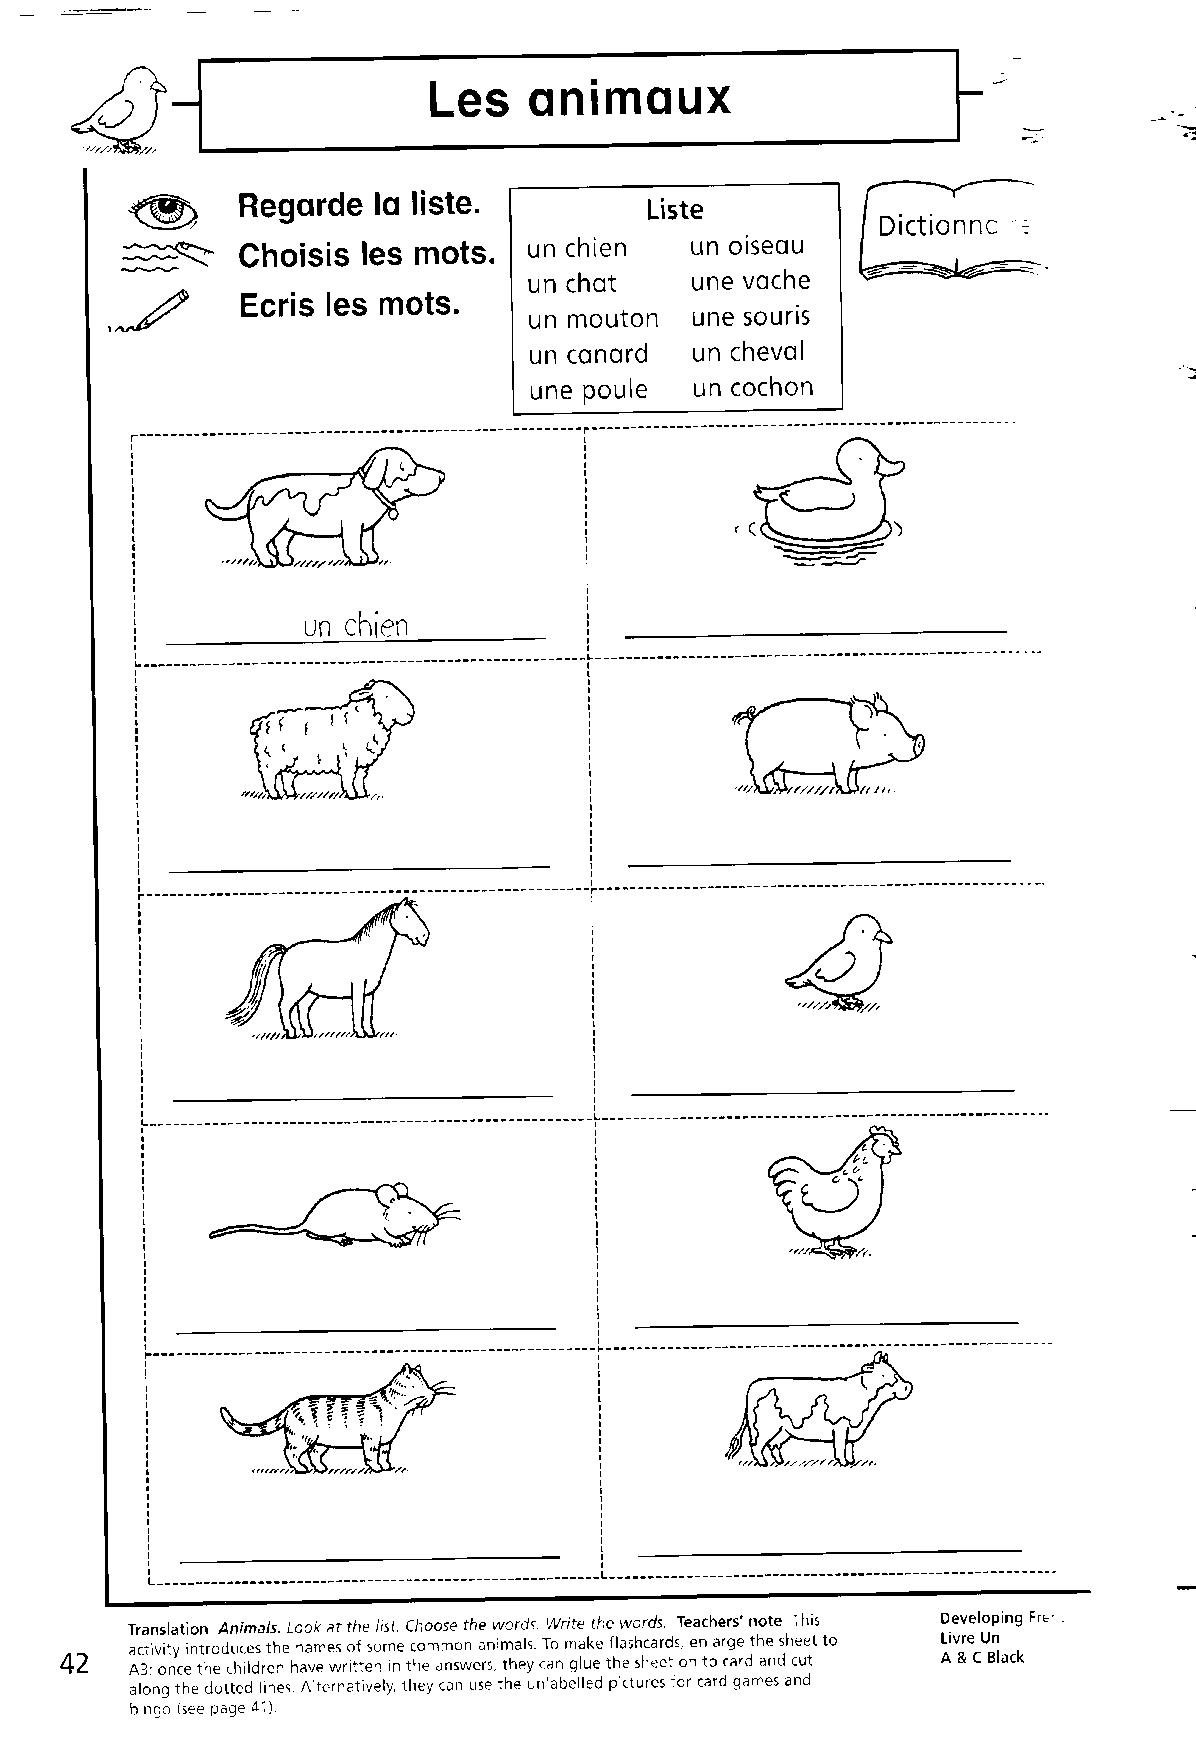 Les animaux
Regarde la liste.
Choisis les mots.
Ecris les mots.
Liste
un chien un oiseau
un chat une vache
un mouton une souris
un canard un cheval
une poule un cochon
un chien
Translation Animals. Look at the list. Choose the words. Write the words. Teachers' note This
activity introduces the names of some common animals. To make flashcards, enlarge the sheet to
A3: once the children have written in the answers, they can glue the sheet on to card and cut
along the dotted lines. Alternatively, they can use the unlabelled pictures for card games and
bingo (see page
42
Developing
Livre Un
A & C Black